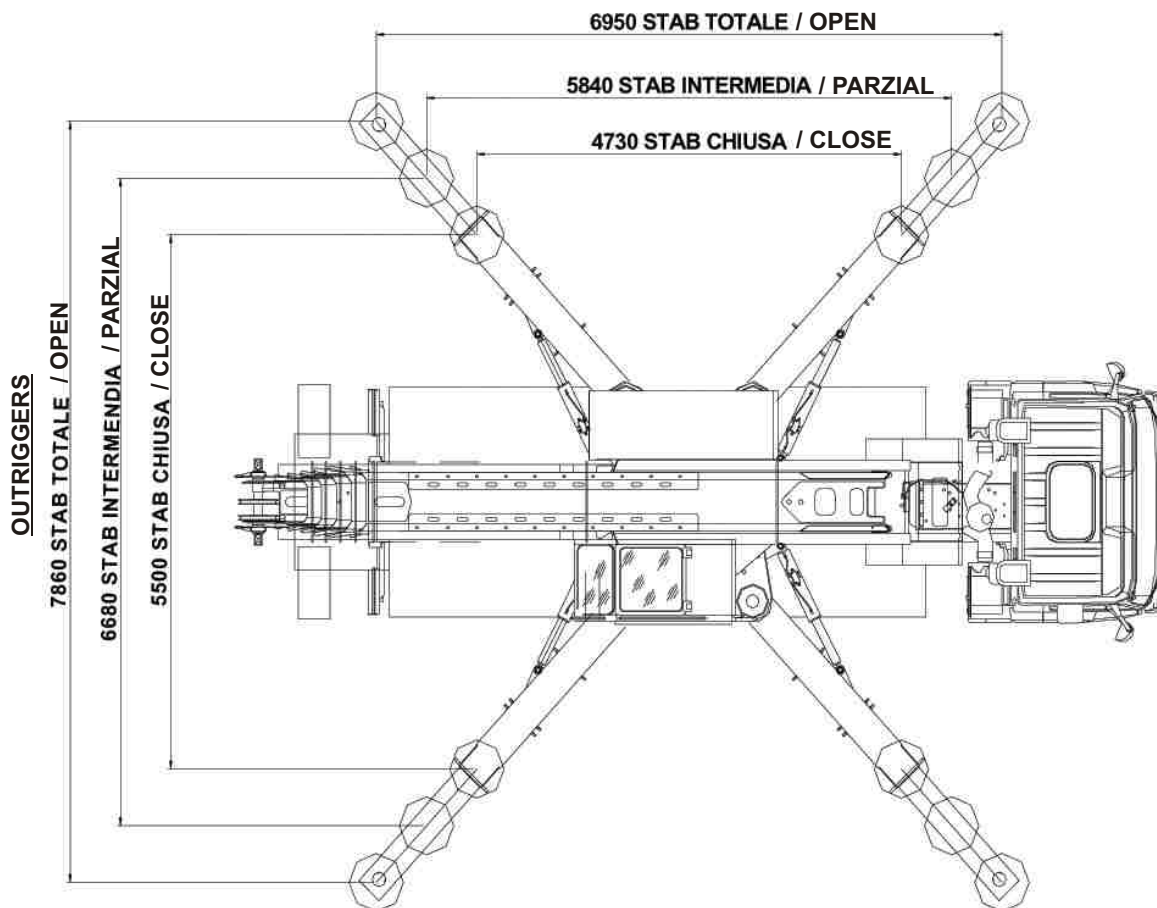 6950 STAB TOTALE / OPEN
5840 STAB INTERMEDIA / PARZIAL
4730 STAB CHIUSA / CLOSE
OUTRIGGERS
7860 STAB TOTALE / OPEN
6680 STAB INTERMENDIA / PARZIAL
5500 STAB CHIUSA / CLOSE